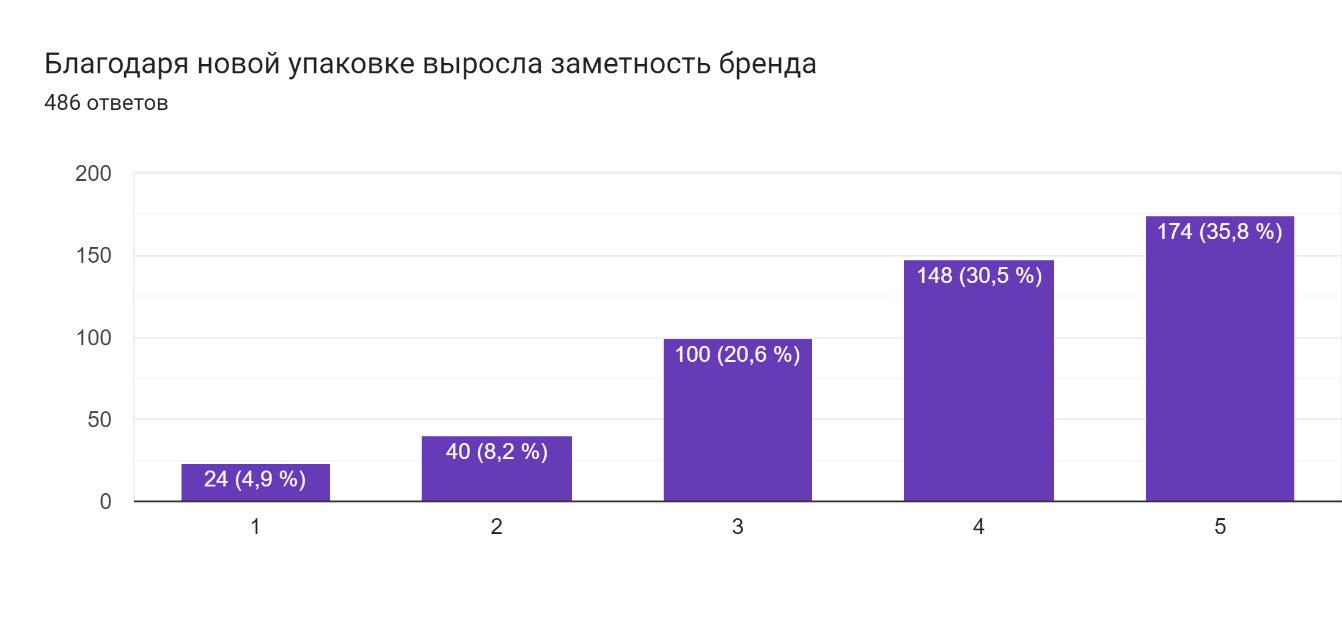 Благодаря новой упаковке выросла заметность бренда
486 ответов
200
150
100
50
0
24 (4,9 %)
40 (8,2 %)
100 (20,6 %)
148 (30,5 %)
174 (35,8 %)
1 2 3 4 5